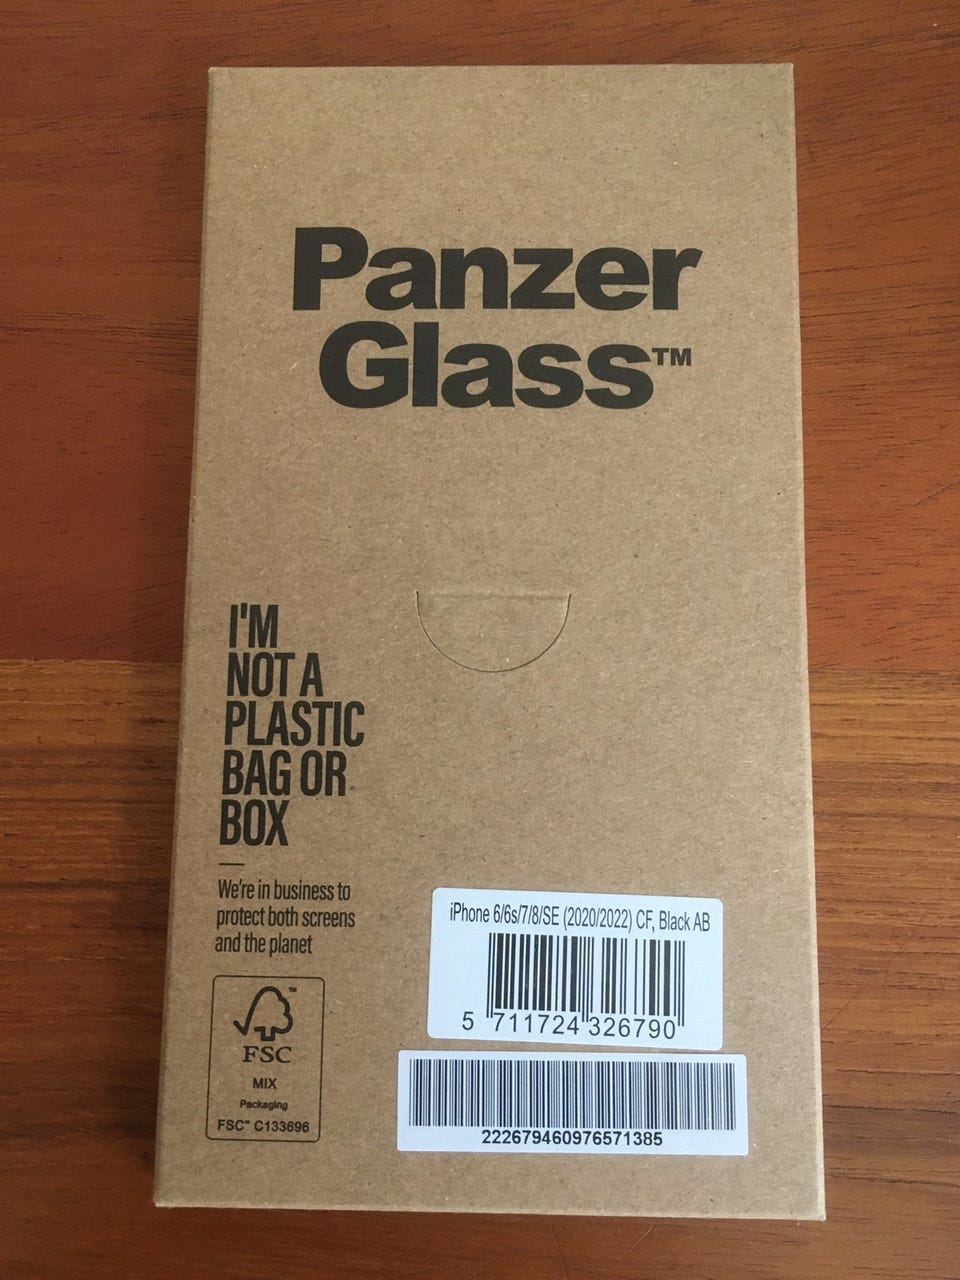 Panzer
Glass™
I'M
NOT A
PLASTIC
BAG OR
BOX
We're in business to
protect both screens
and the planet
™
FSC
MIX
Packaging
FSC™ C133696
iPhone 6/6s/7/8/SE (2020/2022) CF, Black AB
5 711724 326790
222679460976571385